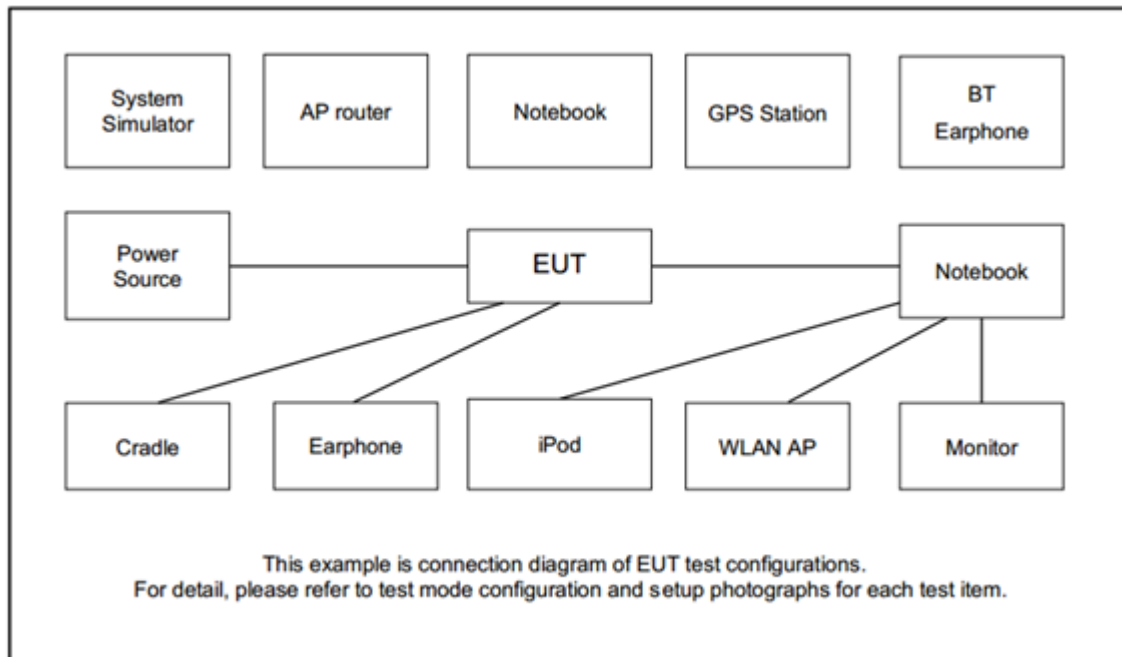 System
Simulator
AP router
Notebook
GPS Station
BT
Earphone
Power
Source
EUT
Notebook
Cradle
Earphone
iPod
WLAN AP
Monitor
This example is connection diagram of EUT test configurations.
For detail, please refer to test mode configuration and setup photographs for each test item.